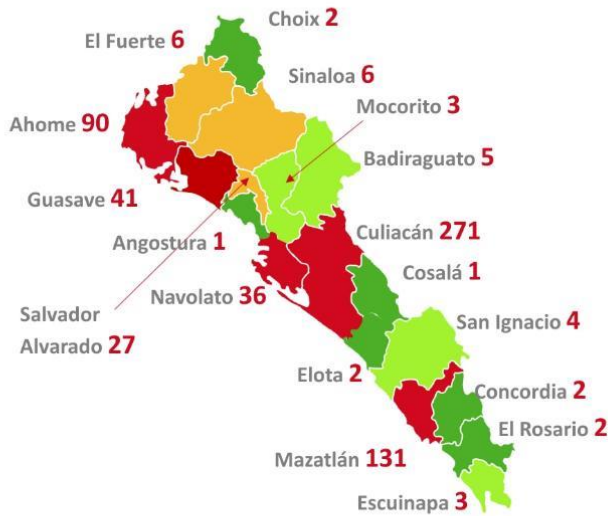 Choix 2
El Fuerte 6
Sinaloa 6
Mocorito 3
Ahome 90
Badiraguato 5
Guasave 41
Culiacán 271
Angostura 1
Cosalá 1
Navolato 36
Salvador
Alvarado 27
San Ignacio 4
Elota 2
Concordia 2
El Rosario 2
Mazatlán 131
Escuinapa 3